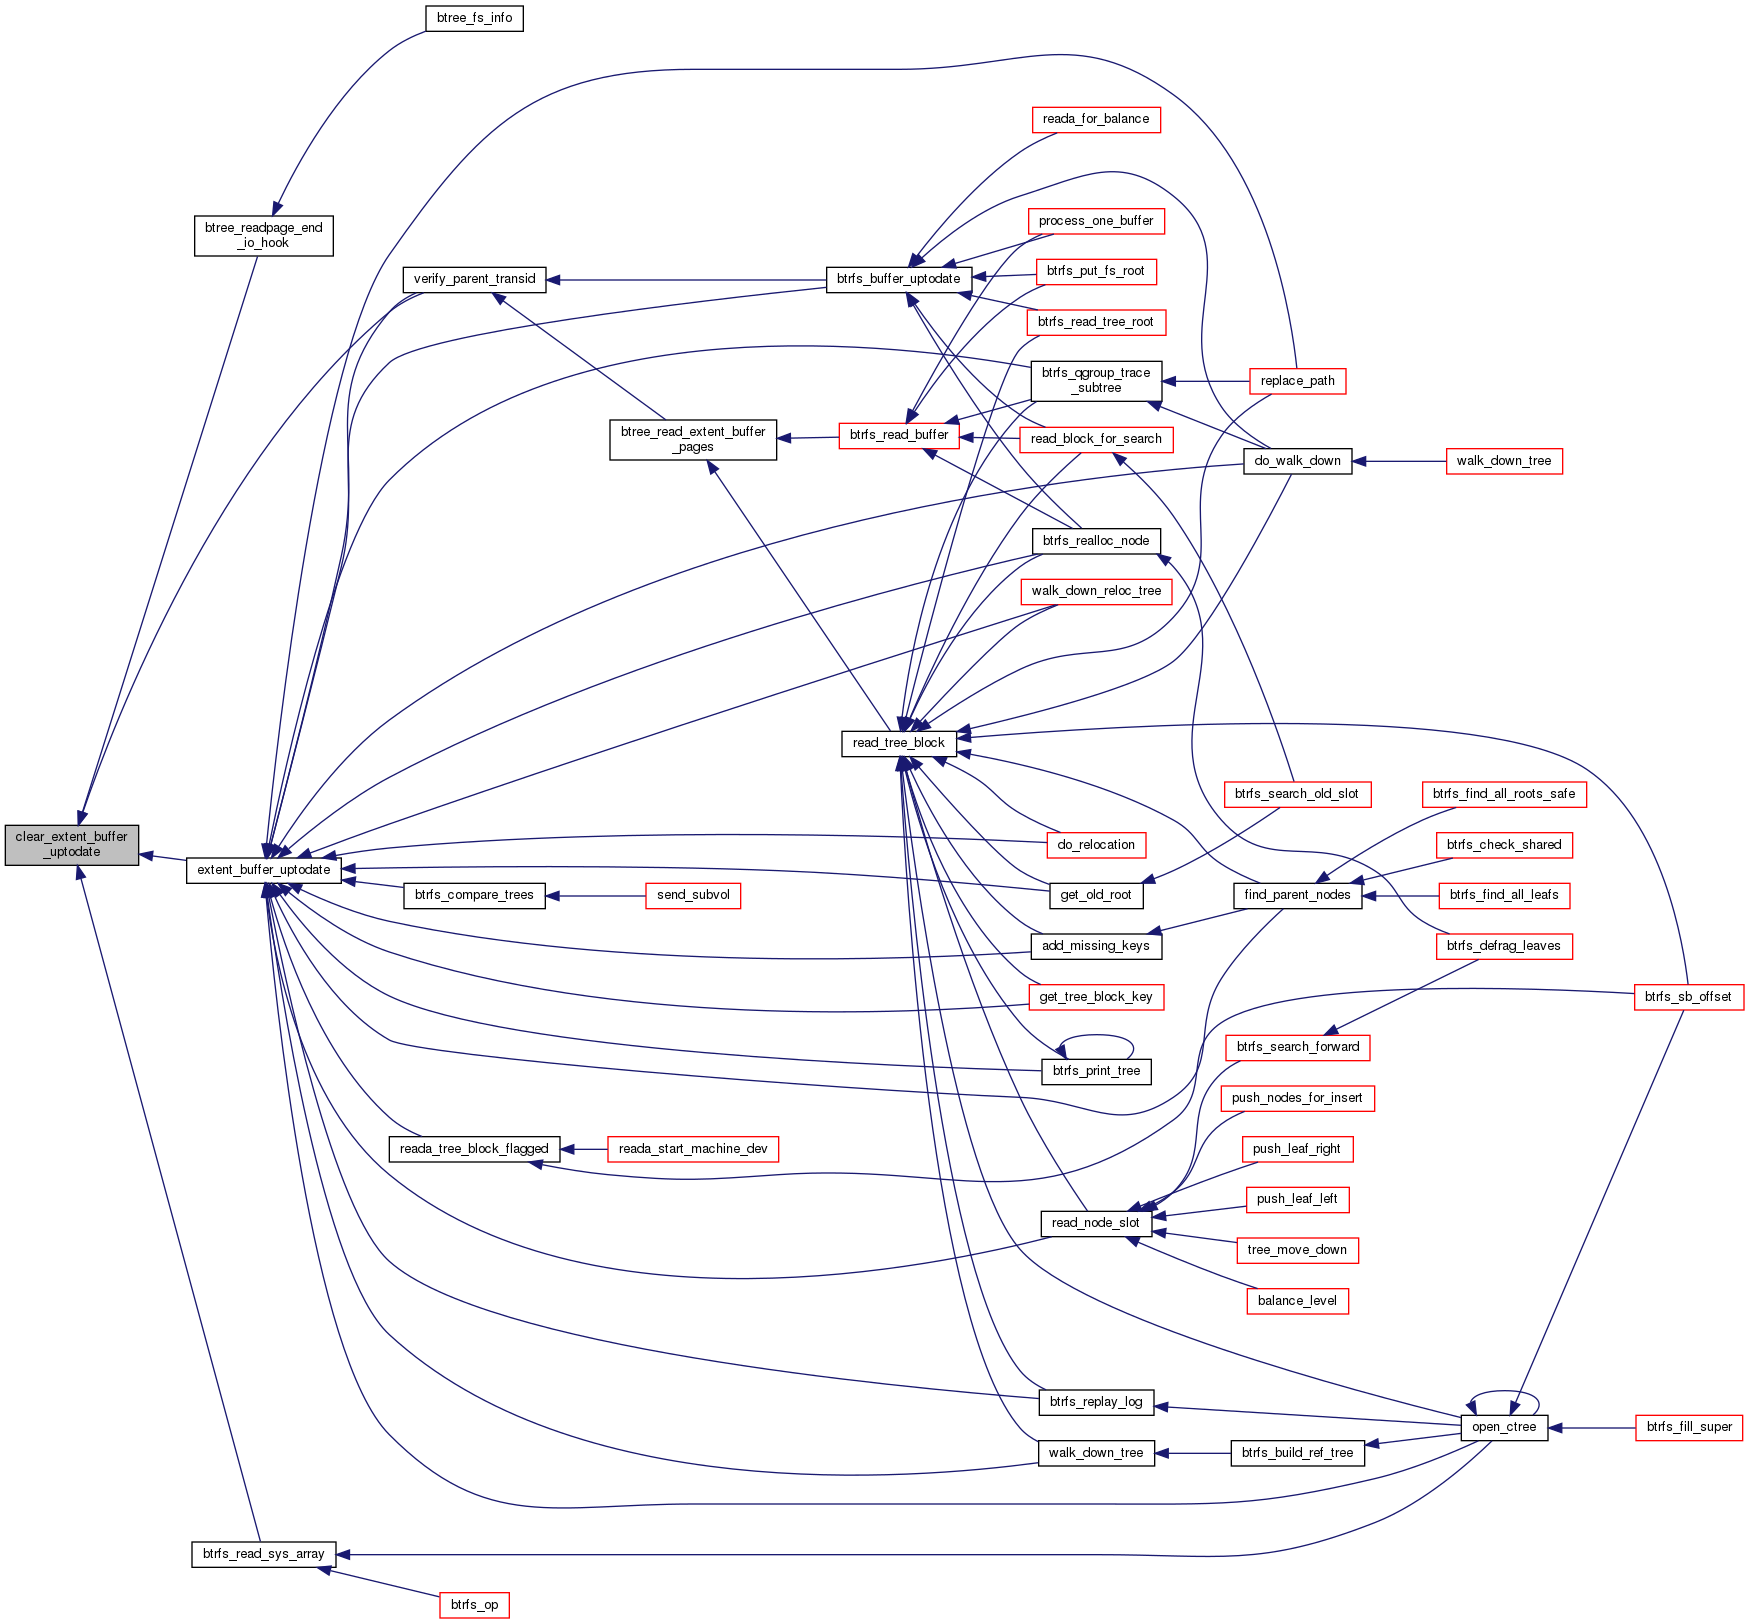 btree_fs_info
reada_for_balance
process_one_buffer
btree_readpage_end
_io_hook
verify_parent_transid
btrfs_buffer_uptodate
btrfs_put_fs_root
btrfs_read_tree_root
btrfs_qgroup_trace
_subtree
replace_path
btree_read_extent_buffer
_pages
btrfs_read_buffer
read_block_for_search
do_walk_down
walk_down_tree
btrfs_realloc_node
walk_down_reloc_tree
read_tree_block
btrfs_search_old_slot
btrfs_find_all_roots_safe
clear_extent_buffer
_uptodate
do_relocation
btrfs_check_shared
extent_buffer_uptodate
btrfs_compare_trees
send_subvol
get_old_root
find_parent_nodes
btrfs_find_all_leafs
add_missing_keys
btrfs_defrag_leaves
get_tree_block_key
btrfs_sb_offset
btrfs_search_forward
btrfs_print_tree
push_nodes_for_insert
reada_tree_block_flagged
reada_start_machine_dev
push_leaf_right
push_leaf_left
read_node_slot
tree_move_down
balance_level
btrfs_replay_log
open_ctree
btrfs_fill_super
walk_down_tree
btrfs_build_ref_tree
btrfs_read_sys_array
btrfs_op